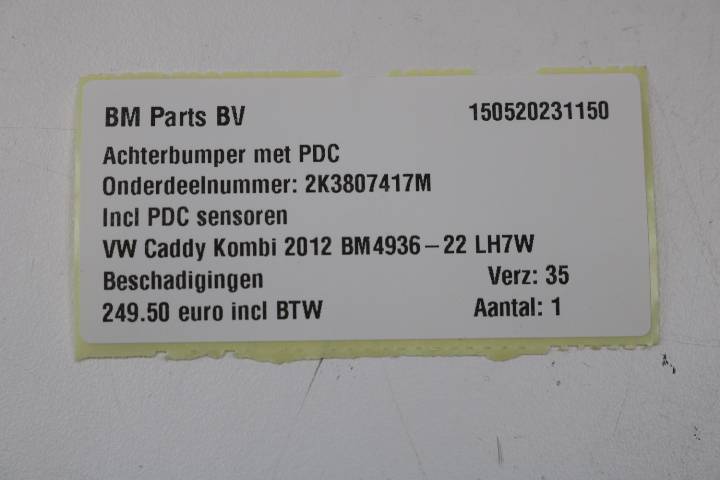 BM Parts BV 150520231150
Achterbumper met PDC
Onderdeelnummer: 2K3807417M
Incl PDC sensoren
VW Caddy Kombi 2012 BM4936-22 LH7W
Beschadigingen Verz: 35
249.50 euro incl BTW Aantal: 1